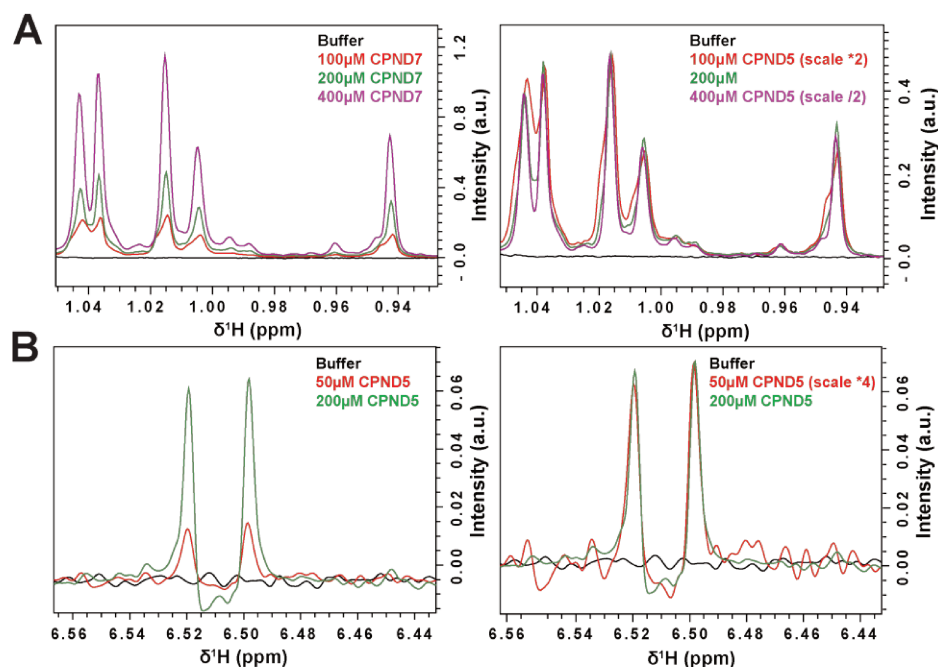 A
Buffer
100µM CPND7
200µM CPND7
400µM CPND7
1.2
0.8
0.4
0.0
-
Intensity (a.u.)
1.04 1.02 1.00 0.98 0.96 0.94
δ¹H (ppm)
Buffer
100µM CPND5 (scale *2)
200µM
400µM CPND5 (scale /2)
0.4
0.2
0.0
-
Intensity (a.u.)
1.04 1.02 1.00 0.98 0.96 0.94
δ¹H (ppm)
B
Buffer
50µM CPND5
200µM CPND5
0.06
0.04
0.02
0.00
Intensity (a.u.)
6.56 6.54 6.52 6.50 6.48 6.46 6.44
δ¹H (ppm)
Buffer
50µM CPND5 (scale *4)
200µM CPND5
0.06
0.04
0.02
0.00
Intensity (a.u.)
6.56 6.54 6.52 6.50 6.48 6.46 6.44
δ¹H (ppm)